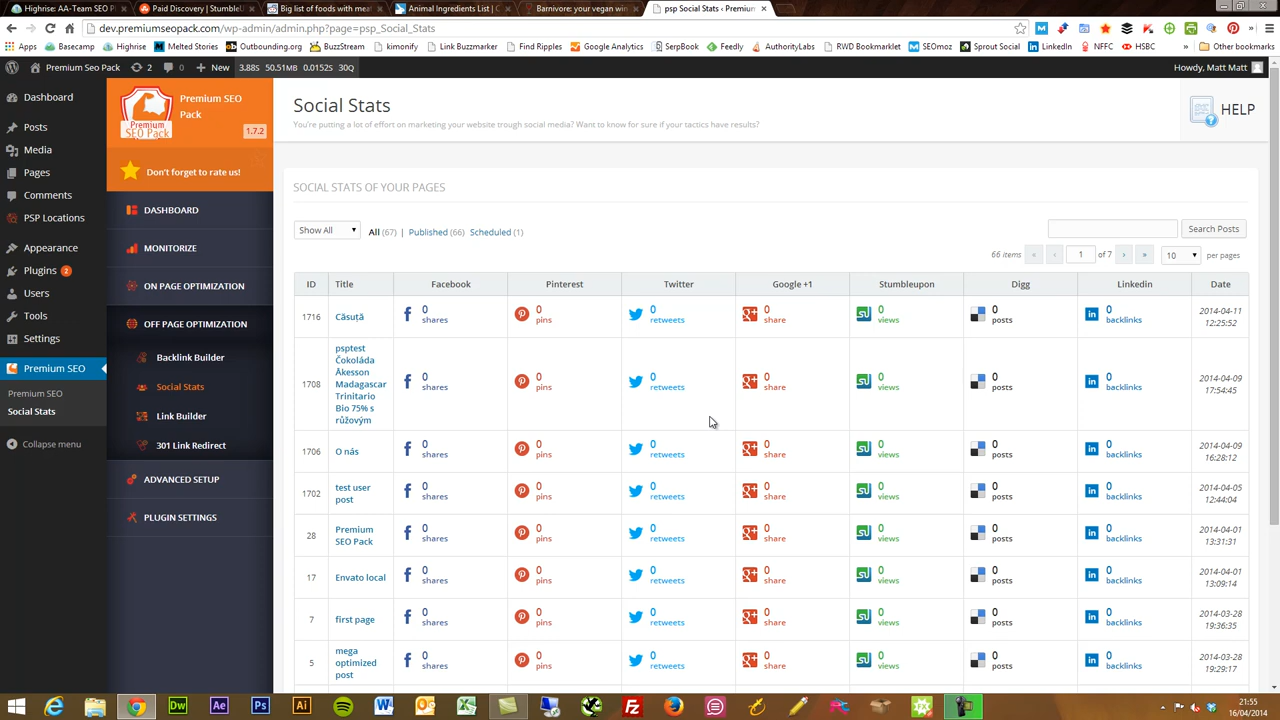 Highrise: AA-Team SEO P
Paid Discovery | StumbleU
Big list of foods with meat
Animal Ingredients List | C
Barnivore: your vegan win
psp Social Stats ‹ Premium
dev.premiumseopack.com/wp-admin/admin.php?page=psp_Social_Stats
Apps
Basecamp
Highrise
Melted Stories
Outbounding.org
BuzzStream
kimonify
Link Buzzmarker
Find Ripples
Google Analytics
SerpBook
Feedly
AuthorityLabs
RWD Bookmarklet
SEOmoz
Sprout Social
LinkedIn
NFFC
HSBC
»
Other bookmarks
Premium SEO Pack
2
0
+ New
3.88S 50.51MB 0.0152S 30Q
Howdy, Matt Matt
Dashboard
Posts
Media
Pages
Comments
PSP Locations
Appearance
Plugins 2
Users
Tools
Settings
Premium SEO
Premium SEO
Social Stats
Collapse menu
Premium
SEO Pack
Premium SEO
Pack
1.7.2
Don't forget to rate us!
DASHBOARD
MONITORIZE
ON PAGE OPTIMIZATION
OFF PAGE OPTIMIZATION
Backlink Builder
Social Stats
Link Builder
301 Link Redirect
ADVANCED SETUP
PLUGIN SETTINGS
Social Stats
You're putting a lot of effort on marketing your website trough social media? Want to know for sure if your tactics have results?
HELP
SOCIAL STATS OF YOUR PAGES
Show All
All (67) | Published (66) Scheduled (1)
Search Posts
66 items « ‹ 1 of 7 › » 10 per pages
ID Title Facebook Pinterest Twitter Google +1 Stumbleupon Digg Linkedin Date
1716 Căsuță 0 shares 0 pins 0 retweets 0 share 0 views 0 posts 0 backlinks 2014-04-11 12:25:52
1708 psptest Čokoláda Åkesson Madagascar Trinitario Bio 75% s růžovým 0 shares 0 pins 0 retweets 0 share 0 views 0 posts 0 backlinks 2014-04-09 17:54:45
1706 O nás 0 shares 0 pins 0 retweets 0 share 0 views 0 posts 0 backlinks 2014-04-09 16:28:12
1702 test user post 0 shares 0 pins 0 retweets 0 share 0 views 0 posts 0 backlinks 2014-04-05 12:44:04
28 Premium SEO Pack 0 shares 0 pins 0 retweets 0 share 0 views 0 posts 0 backlinks 2014-04-01 13:31:31
17 Envato local 0 shares 0 pins 0 retweets 0 share 0 views 0 posts 0 backlinks 2014-04-01 13:09:14
7 first page 0 shares 0 pins 0 retweets 0 share 0 views 0 posts 0 backlinks 2014-03-28 19:36:35
5 mega optimized post 0 shares 0 pins 0 retweets 0 share 0 views 0 posts 0 backlinks 2014-03-28 19:29:17
21:55
16/04/2014